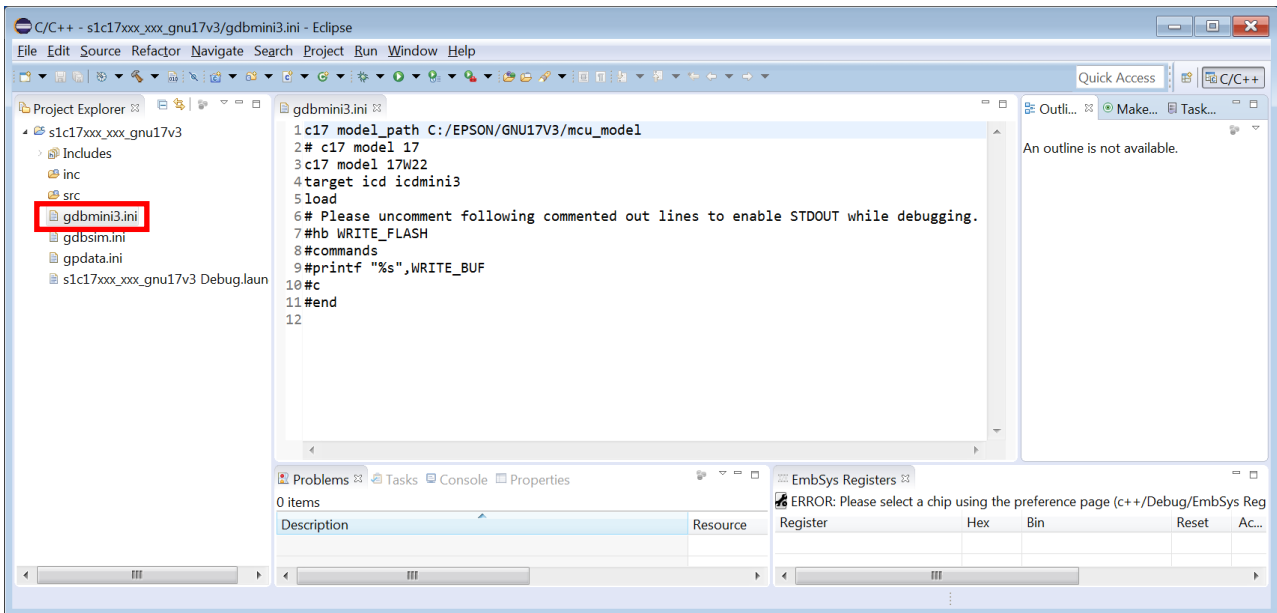 C/C++ - s1c17xxx_xxx_gnu17v3/gdbmini3.ini - Eclipse
File Edit Source Refactor Navigate Search Project Run Window Help
Quick Access
C/C++
Project Explorer
s1c17xxx_xxx_gnu17v3
Includes
inc
src
gdbmini3.ini
gdbsim.ini
gpdata.ini
s1c17xxx_xxx_gnu17v3 Debug.laun
gdbmini3.ini
1 c17 model_path C:/EPSON/GNU17V3/mcu_model
2 # c17 model 17
3 c17 model 17W22
4 target icd icdmini3
5 load
6 # Please uncomment following commented out lines to enable STDOUT while debugging.
7 #hb WRITE_FLASH
8 #commands
9 #printf "%s",WRITE_BUF
10 #c
11 #end
12
Outli... Make... Task...
An outline is not available.
Problems Tasks Console Properties
0 items
Description Resource
EmbSys Registers
ERROR: Please select a chip using the preference page (c++/Debug/EmbSys Reg
Register Hex Bin Reset Ac...